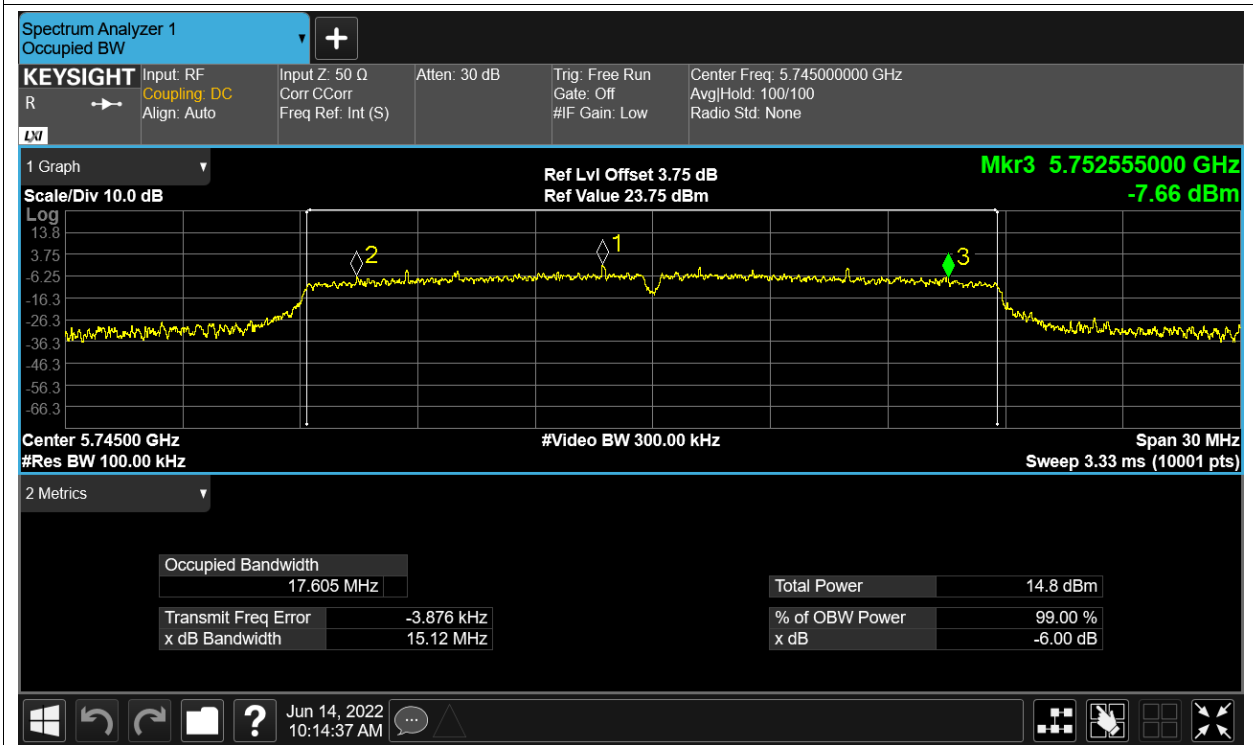 Spectrum Analyzer 1
Occupied BW
+
KEYSIGHT
R
LXI
Input: RF
Coupling: DC
Align: Auto
Input Z: 50 Ω
Corr CCorr
Freq Ref: Int (S)
Atten: 30 dB
Trig: Free Run
Gate: Off
#IF Gain: Low
Center Freq: 5.745000000 GHz
Avg|Hold: 100/100
Radio Std: None
1 Graph
Scale/Div 10.0 dB
Ref Lvl Offset 3.75 dB
Ref Value 23.75 dBm
Mkr3 5.752555000 GHz
-7.66 dBm
Log
13.8
3.75
-6.25
-16.3
-26.3
-36.3
-46.3
-56.3
-66.3
2
1
3
Center 5.74500 GHz
#Video BW 300.00 kHz
Span 30 MHz
#Res BW 100.00 kHz
Sweep 3.33 ms (10001 pts)
2 Metrics
Occupied Bandwidth
17.605 MHz
Total Power 14.8 dBm
Transmit Freq Error -3.876 kHz
% of OBW Power 99.00 %
x dB Bandwidth 15.12 MHz
x dB -6.00 dB
?
Jun 14, 2022
10:14:37 AM